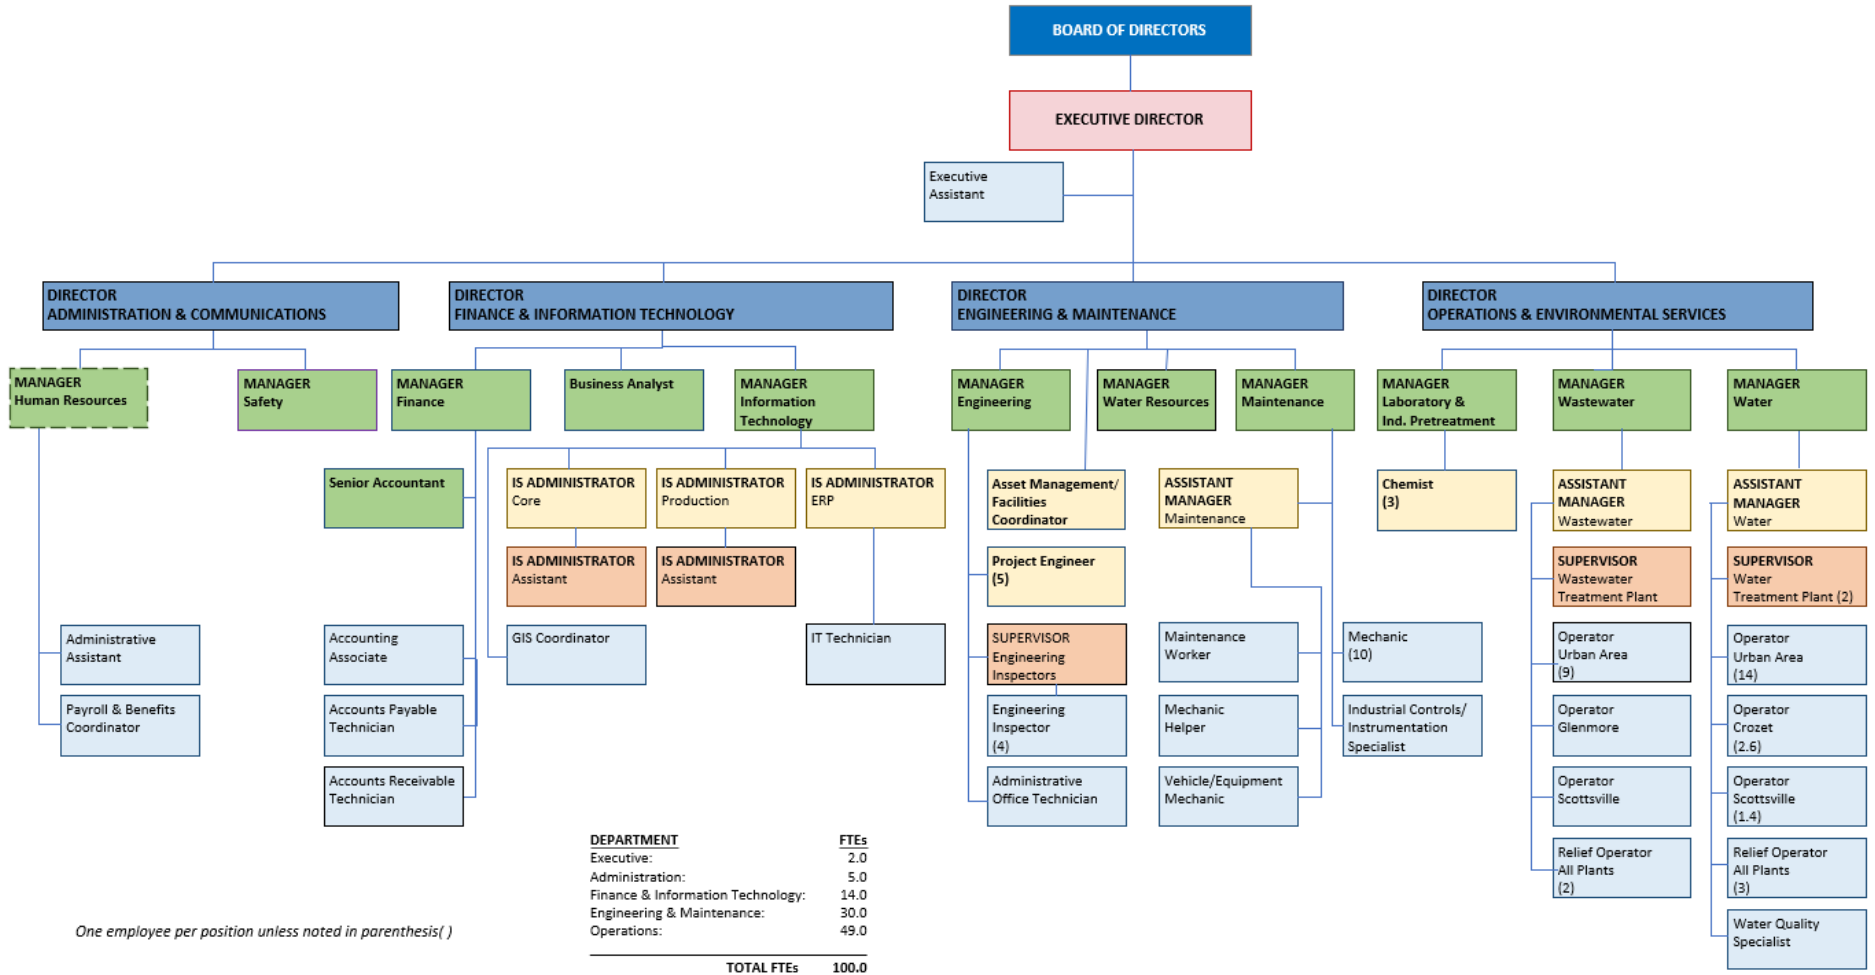 BOARD OF DIRECTORS
EXECUTIVE DIRECTOR
Executive
Assistant
DIRECTOR
ADMINISTRATION & COMMUNICATIONS
DIRECTOR
FINANCE & INFORMATION TECHNOLOGY
DIRECTOR
ENGINEERING & MAINTENANCE
DIRECTOR
OPERATIONS & ENVIRONMENTAL SERVICES
MANAGER
Human Resources
MANAGER
Safety
MANAGER
Finance
Business Analyst
MANAGER
Information
Technology
MANAGER
Engineering
MANAGER
Water Resources
MANAGER
Maintenance
MANAGER
Laboratory &
Ind. Pretreatment
MANAGER
Wastewater
MANAGER
Water
Senior Accountant
IS ADMINISTRATOR
Core
IS ADMINISTRATOR
Production
IS ADMINISTRATOR
ERP
Asset Management/
Facilities
Coordinator
ASSISTANT
MANAGER
Maintenance
Chemist
(3)
ASSISTANT
MANAGER
Wastewater
ASSISTANT
MANAGER
Water
IS ADMINISTRATOR
Assistant
IS ADMINISTRATOR
Assistant
Project Engineer
(5)
SUPERVISOR
Wastewater
Treatment Plant
SUPERVISOR
Water
Treatment Plant (2)
Administrative
Assistant
Accounting
Associate
GIS Coordinator
IT Technician
SUPERVISOR
Engineering
Inspectors
Maintenance
Worker
Mechanic
(10)
Operator
Urban Area
(9)
Operator
Urban Area
(14)
Payroll & Benefits
Coordinator
Accounts Payable
Technician
Engineering
Inspector
(4)
Mechanic
Helper
Industrial Controls/
Instrumentation
Specialist
Operator
Glenmore
Operator
Crozet
(2.6)
Accounts Receivable
Technician
Administrative
Office Technician
Vehicle/Equipment
Mechanic
Operator
Scottsville
Operator
Scottsville
(1.4)
Relief Operator
All Plants
(2)
Relief Operator
All Plants
(3)
Water Quality
Specialist
DEPARTMENT FTEs
Executive: 2.0
Administration: 5.0
Finance & Information Technology: 14.0
Engineering & Maintenance: 30.0
Operations: 49.0
TOTAL FTEs 100.0
One employee per position unless noted in parenthesis( )